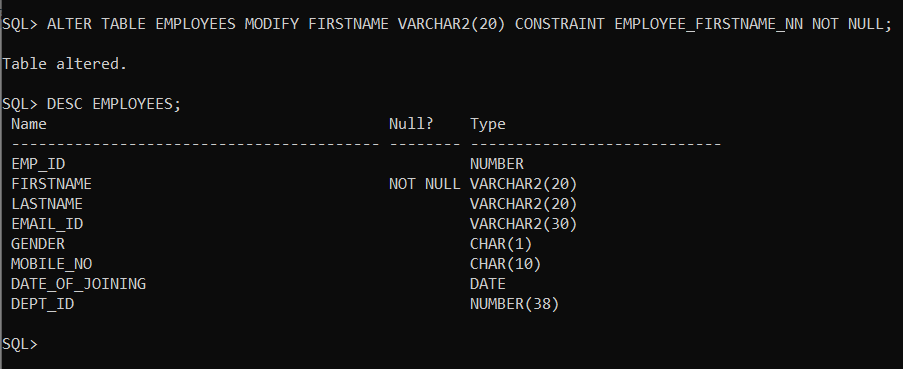 SQL> ALTER TABLE EMPLOYEES MODIFY FIRSTNAME VARCHAR2(20) CONSTRAINT EMPLOYEE_FIRSTNAME_NN NOT NULL;
Table altered.
SQL> DESC EMPLOYEES;
Name                                      Null?    Type
----------------------------------------- -------- ----------------------------
EMP_ID                                             NUMBER
FIRSTNAME                                 NOT NULL VARCHAR2(20)
LASTNAME                                           VARCHAR2(20)
EMAIL_ID                                           VARCHAR2(30)
GENDER                                             CHAR(1)
MOBILE_NO                                          CHAR(10)
DATE_OF_JOINING                                    DATE
DEPT_ID                                            NUMBER(38)
SQL>